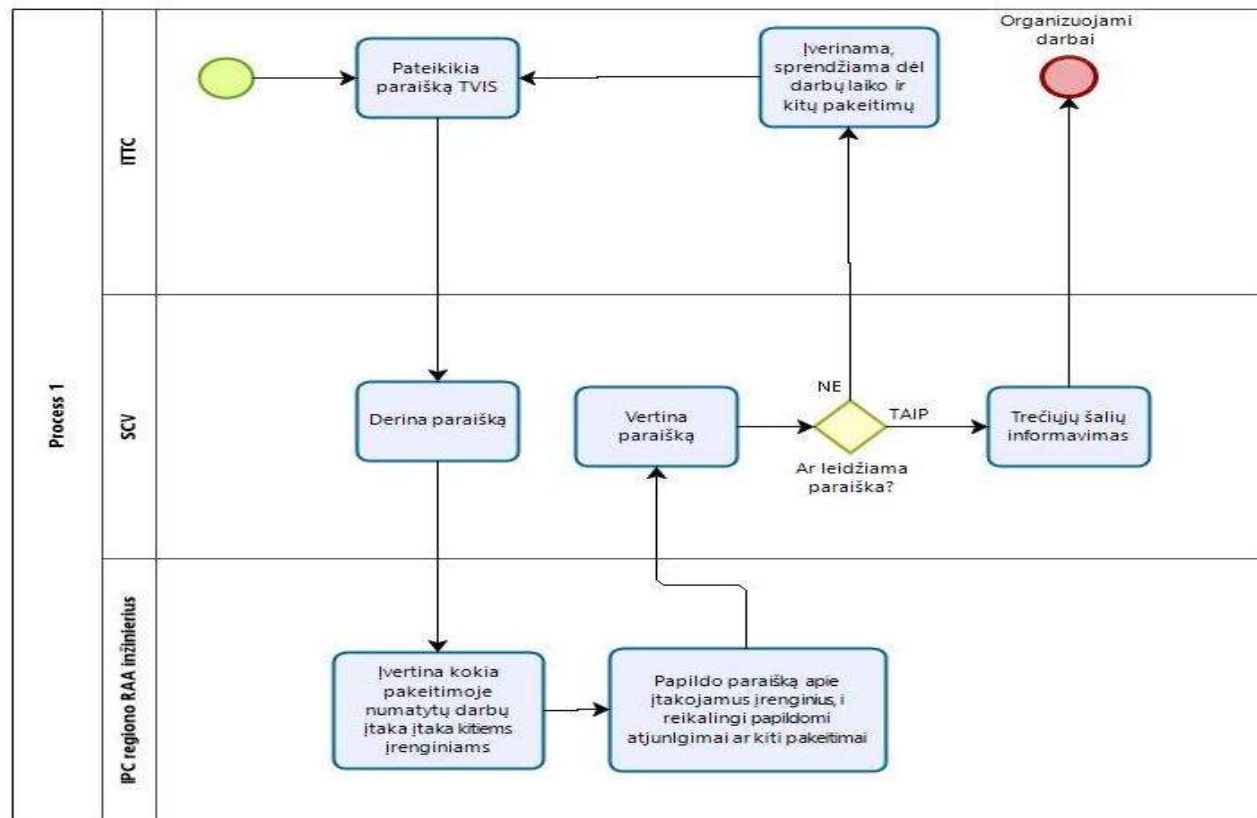 Process 1
ITTC
Pateikikia
paraišką TVIS
Įverinama,
sprendžiama dėl
darbų laiko ir
kitų pakeitimų
Organizuojami
darbai
SCV
Derina paraišką
Vertina
paraišką
NE
TAIP
Ar leidžiama
paraiška?
Trečiųjų šalių
informavimas
IPC regiono RAA inžinierius
Įvertina kokia
pakeitimoje
numatytų darbų
įtaka įtaka kitiems
įrenginiams
Papildo paraišką apie
įtakojamus įrenginius, i
reikalingi papildomi
atjunlgimai ar kiti pakeitimai